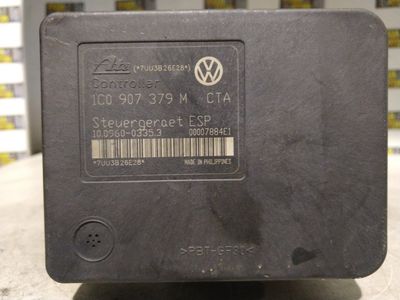 Ate (*7UU3B26E28*)
Controller
1C0 907 379 M CTA
Steuergeraet ESP
10.0960-0335.3 00007884E1
*7UU3B26E28* MADE IN PHILIPPINES
>PBT-GF30<